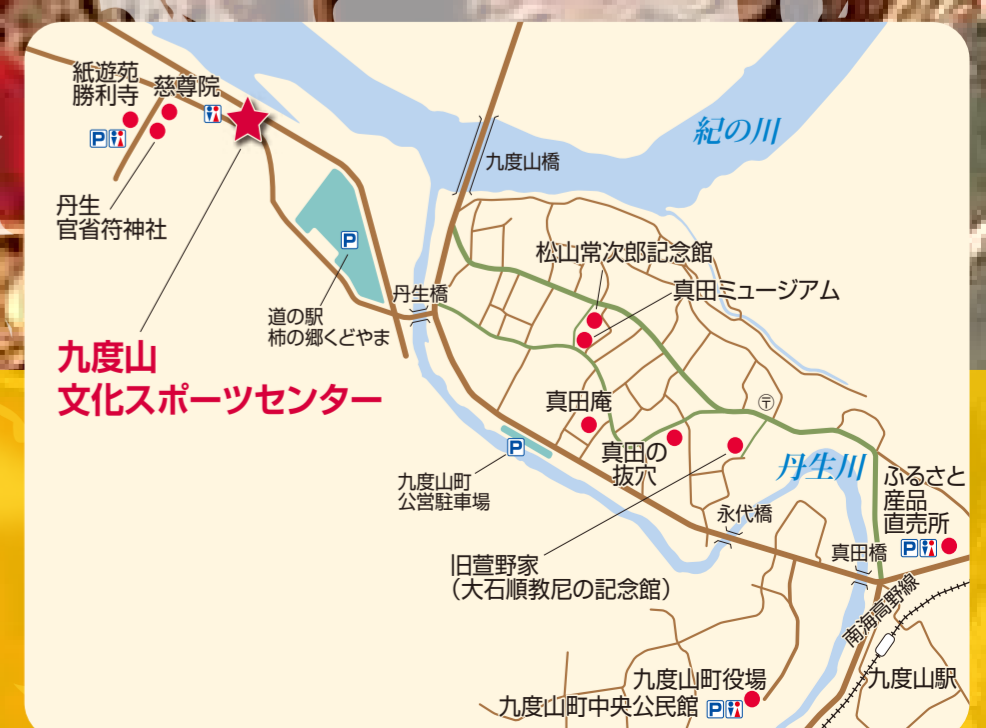 紙遊苑
勝利寺
慈尊院
P
丹生
官省符神社
九度山橋
紀の川
P
松山常次郎記念館
真田ミュージアム
丹生橋
道の駅
柿の郷くどやま
九度山
文化スポーツセンター
真田庵
〒
P
真田の
抜穴
九度山町
公営駐車場
丹生川
ふるさと
産品
直売所
P
永代橋
真田橋
旧萱野家
（大石順教尼の記念館）
南海高野線
九度山町役場
九度山町中央公民館
P
九度山駅